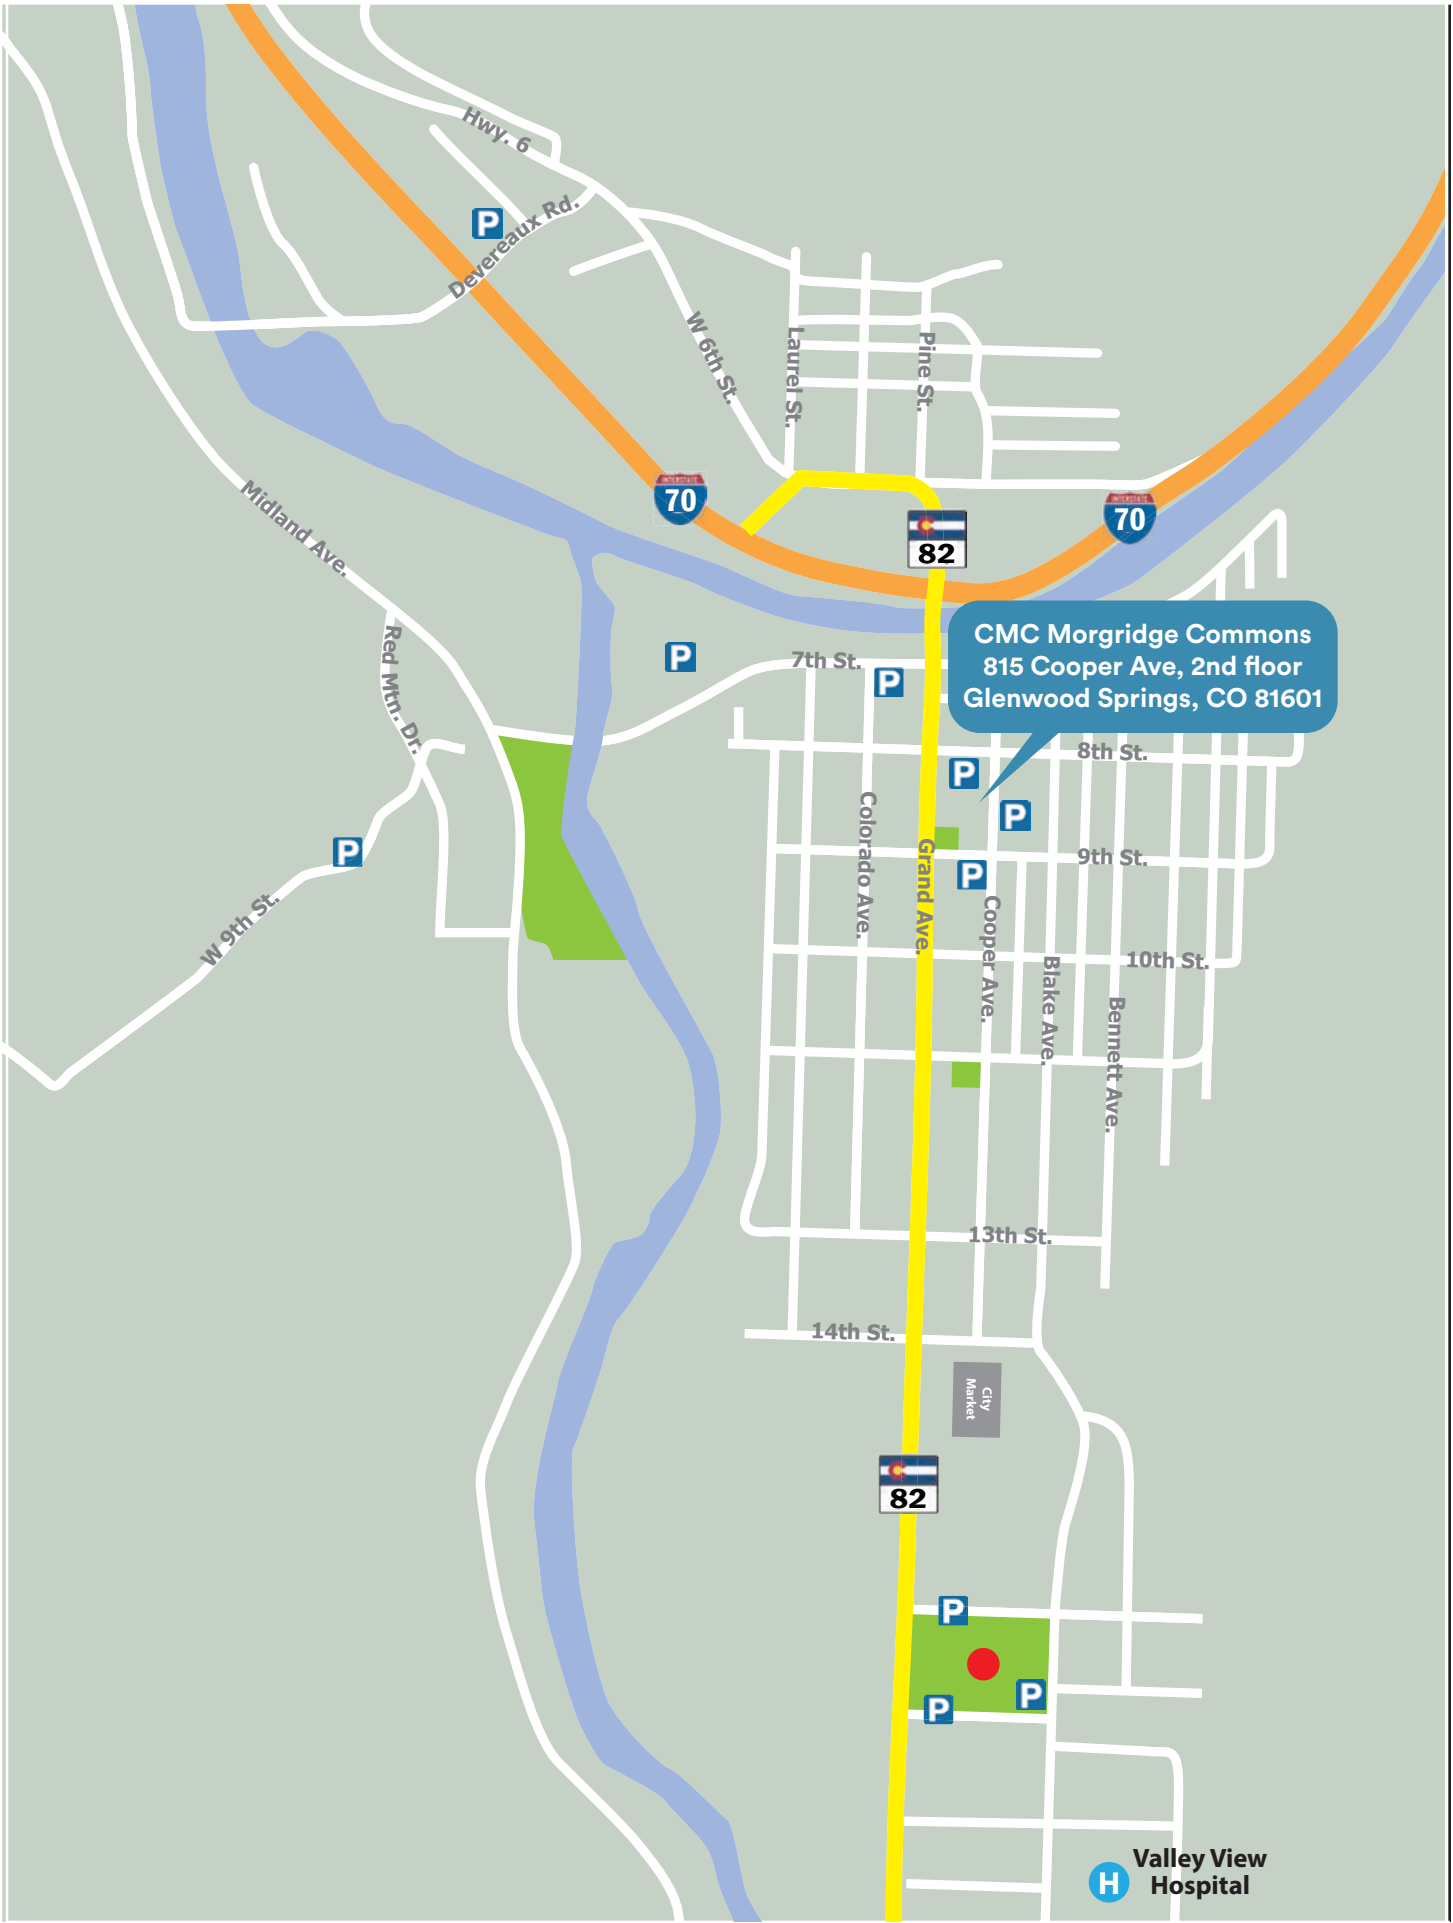 Hwy. 6
P
Devereaux Rd.
W 6th St.
Laurel St.
Pine St.
INTERSTATE
70
INTERSTATE
70
Midland Ave.
82
CMC Morgridge Commons
815 Cooper Ave, 2nd floor
Glenwood Springs, CO 81601
Red Mtn. Dr.
P
7th St.
P
8th St.
P
P
Colorado Ave.
Grand Ave.
P
9th St.
P
Cooper Ave.
W 9th St.
10th St.
Blake Ave.
Bennett Ave.
13th St.
14th St.
City
Market
82
P
P
P
Valley View
Hospital
H